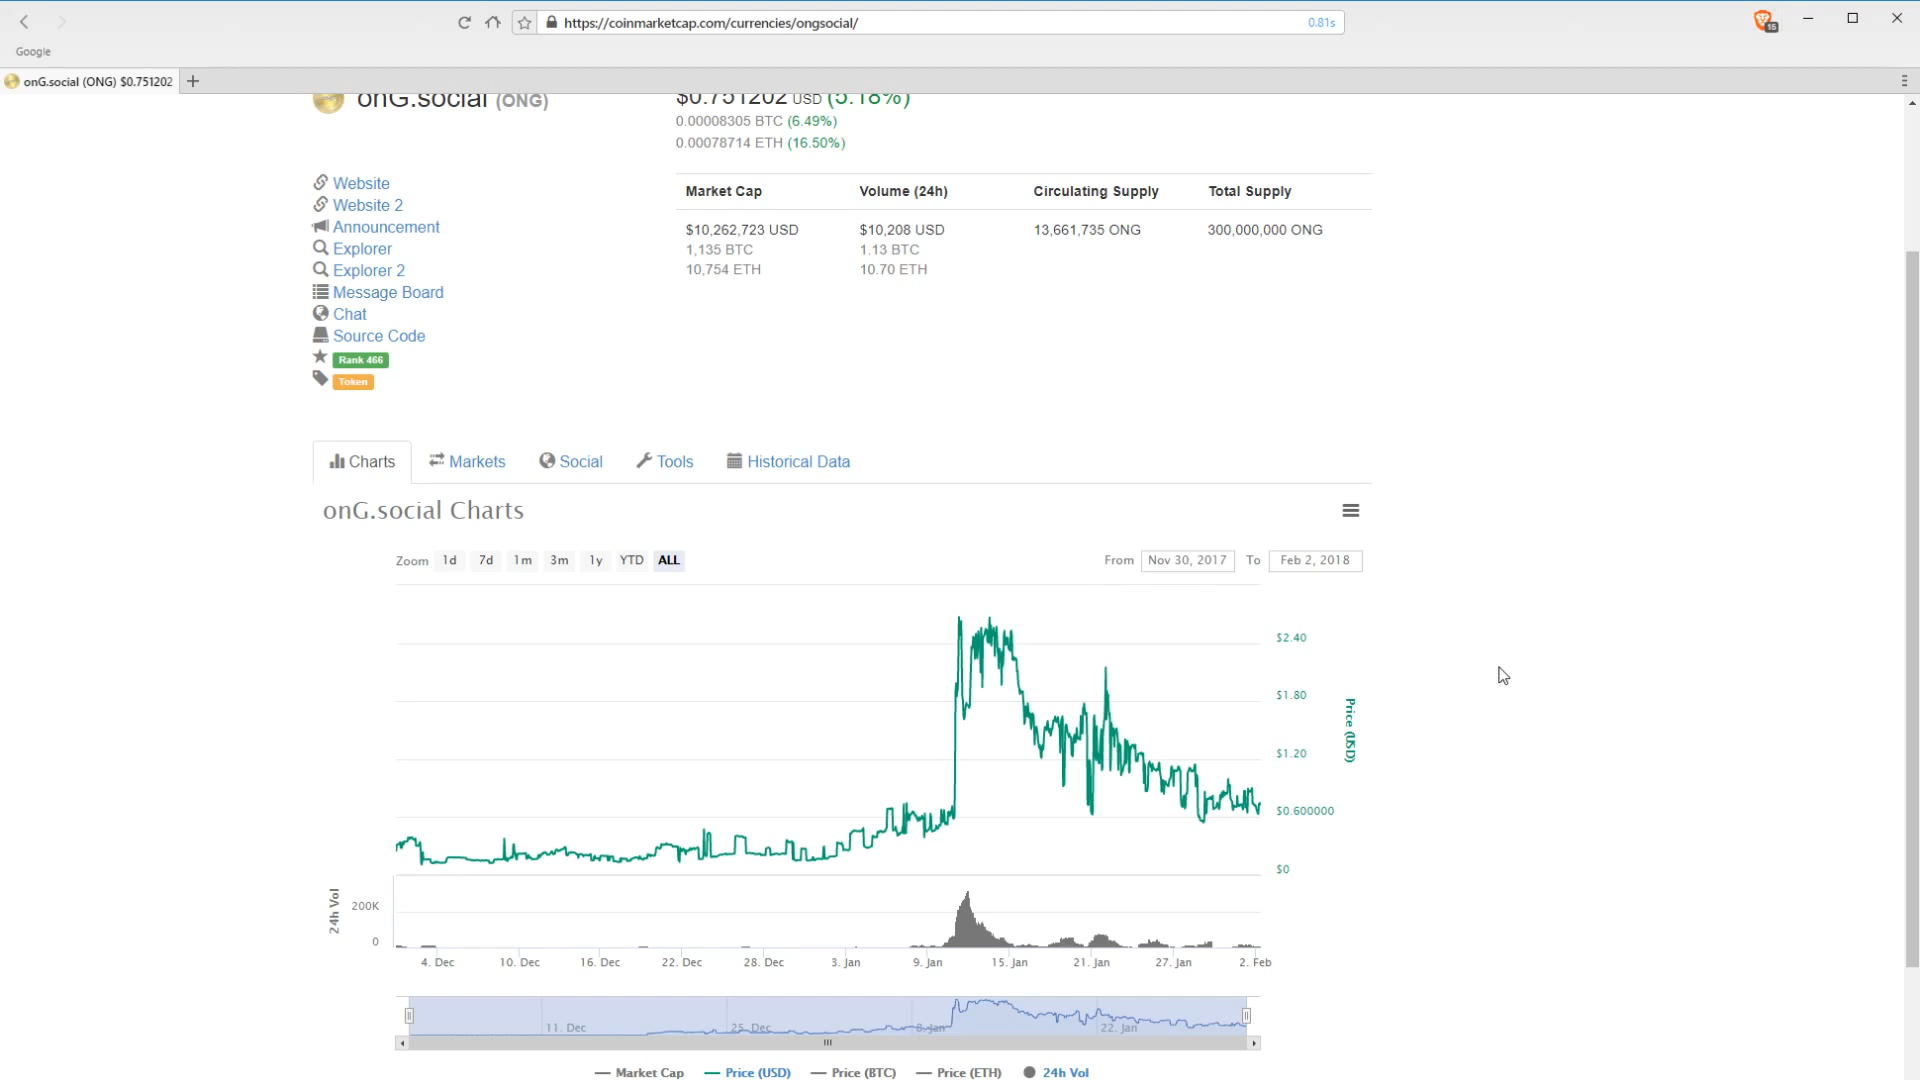 https://coinmarketcap.com/currencies/ongsocial/
0.81s
15
Google
onG.social (ONG) $0.751202
onG.social (ONG)
$0.751202 USD (5.18%)
0.00008305 BTC (6.49%)
0.00078714 ETH (16.50%)
Website
Website 2
Announcement
Explorer
Explorer 2
Message Board
Chat
Source Code
Rank 466
Token
Market Cap Volume (24h) Circulating Supply Total Supply
$10,262,723 USD $10,208 USD 13,661,735 ONG 300,000,000 ONG
1,135 BTC 1.13 BTC
10,754 ETH 10.70 ETH
Charts Markets Social Tools Historical Data
onG.social Charts
Zoom 1d 7d 1m 3m 1y YTD ALL From Nov 30, 2017 To Feb 2, 2018
$2.40
$1.80
$1.20
$0.600000
$0
Price (USD)
24h Vol
200K
0
4. Dec 10. Dec 16. Dec 22. Dec 28. Dec 3. Jan 9. Jan 15. Jan 21. Jan 27. Jan 2. Feb
11. Dec 25. Dec 8. Jan 22. Jan
Market Cap Price (USD) Price (BTC) Price (ETH) 24h Vol